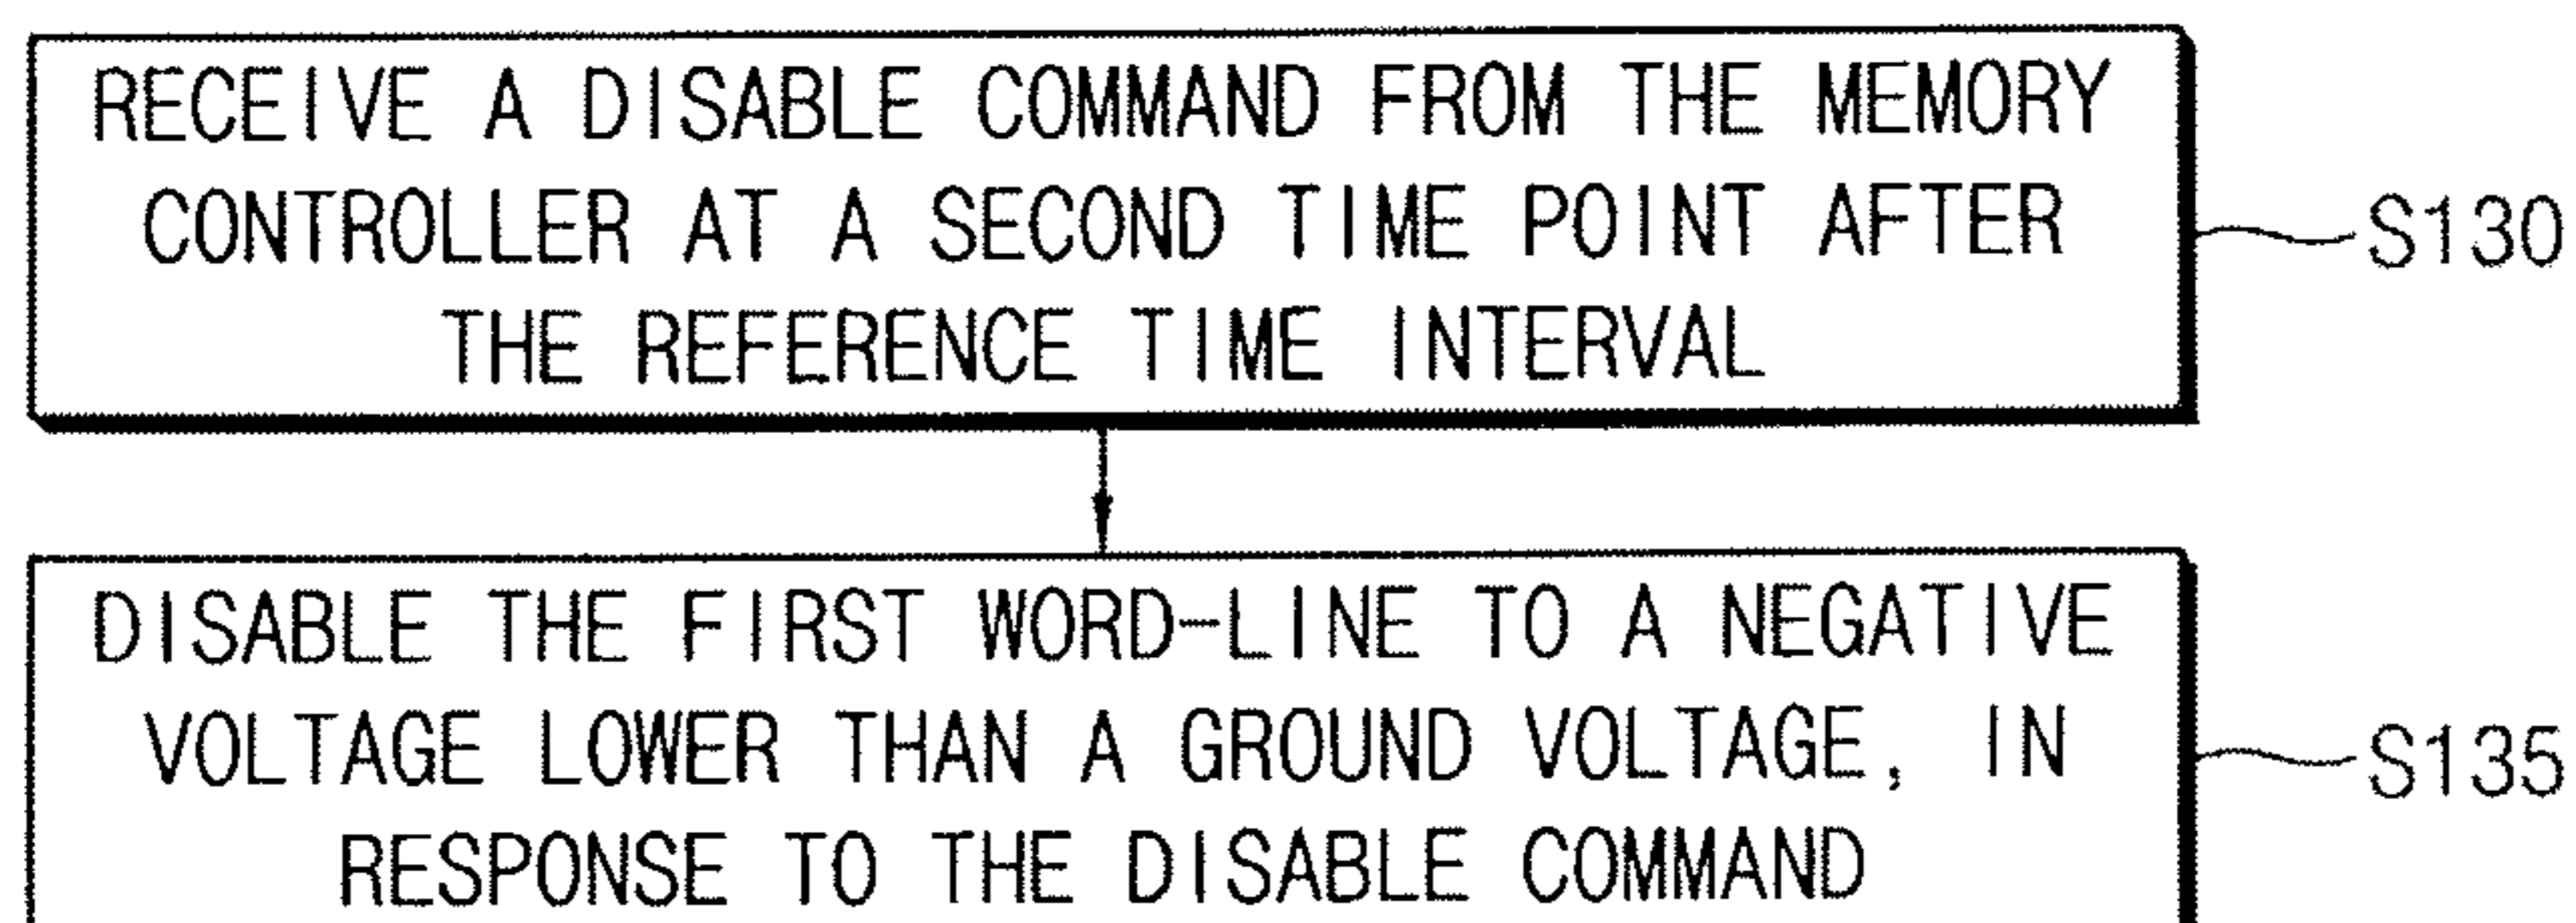 RECEIVE A DISABLE COMMAND FROM THE MEMORY
CONTROLLER AT A SECOND TIME POINT AFTER
THE REFERENCE TIME INTERVAL
S130
DISABLE THE FIRST WORD-LINE TO A NEGATIVE
VOLTAGE LOWER THAN A GROUND VOLTAGE, IN
RESPONSE TO THE DISABLE COMMAND
S135